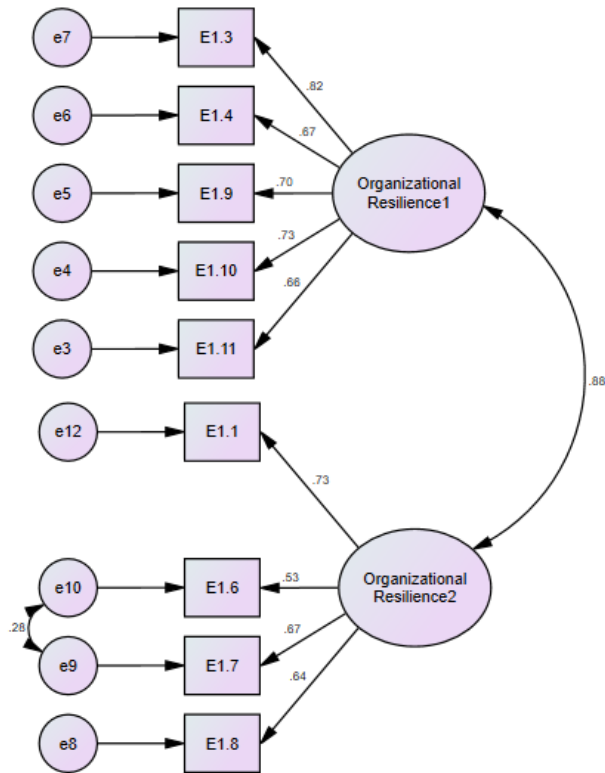 e7
E1.3
.82
e6
E1.4
.67
e5
E1.9
.70
Organizational
Resilience1
e4
E1.10
.73
.66
e3
E1.11
.88
e12
E1.1
.73
e10
E1.6
.53
Organizational
Resilience2
.28
.67
e9
E1.7
.64
e8
E1.8